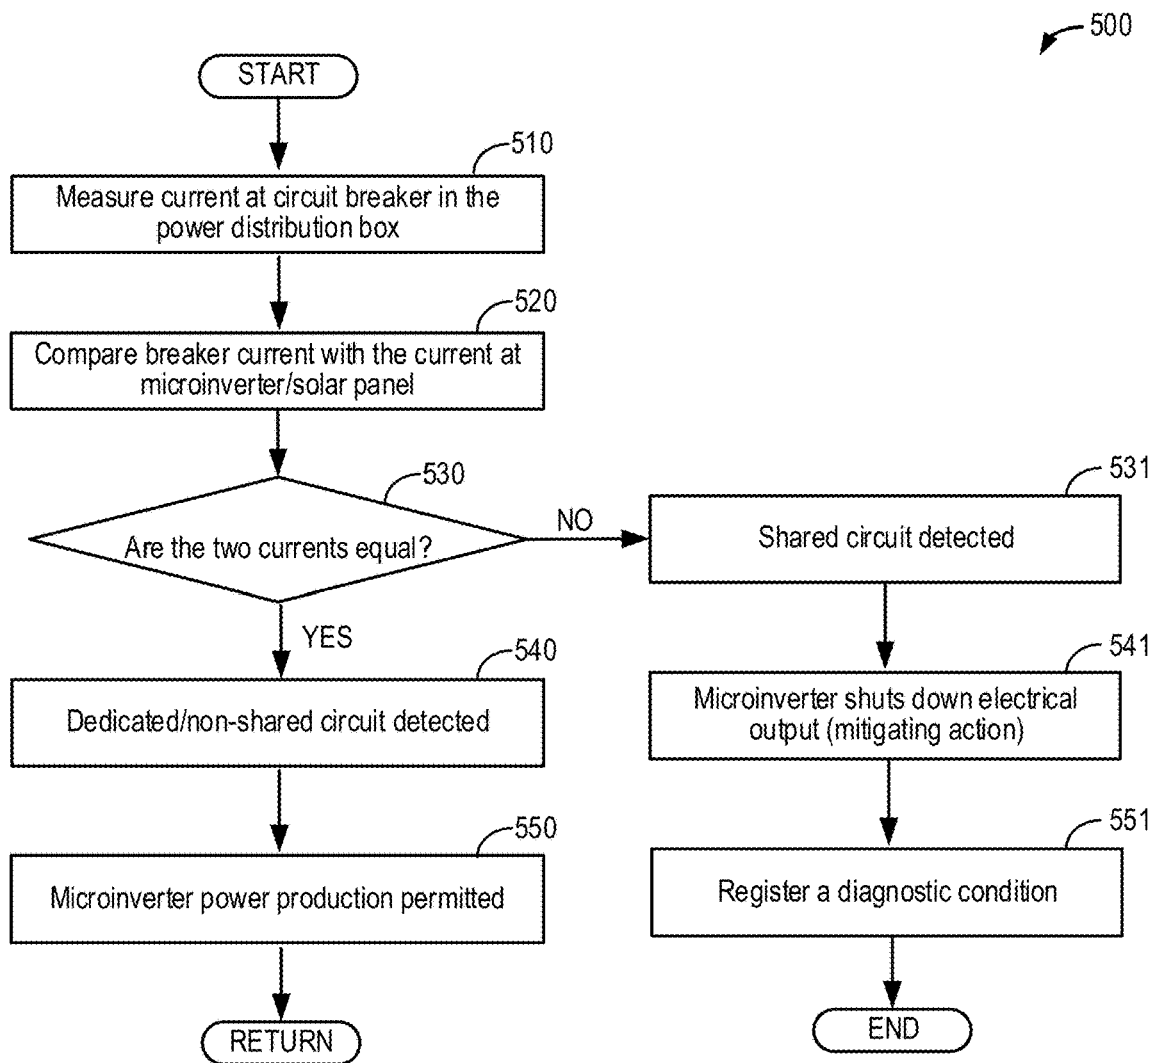 500
START
510
Measure current at circuit breaker in the
power distribution box
520
Compare breaker current with the current at
microinverter/solar panel
530
Are the two currents equal?
NO
531
Shared circuit detected
YES
540
Dedicated/non-shared circuit detected
541
Microinverter shuts down electrical
output (mitigating action)
550
Microinverter power production permitted
551
Register a diagnostic condition
RETURN
END